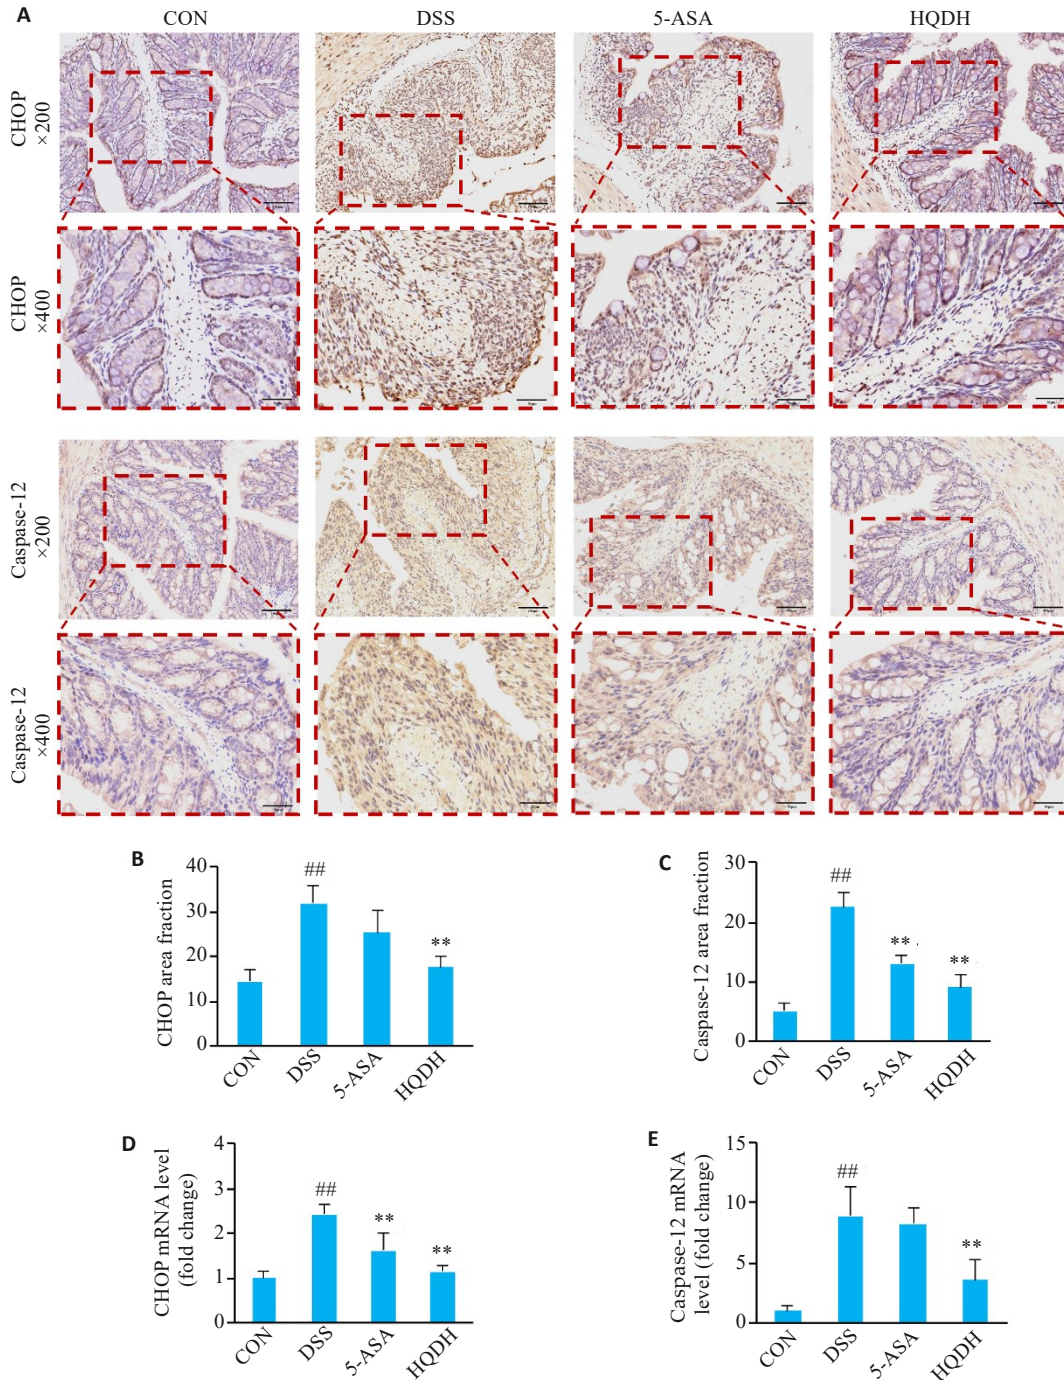 A
CON DSS 5-ASA HQDH
CHOP
×200
CHOP
×400
Caspase-12
×200
Caspase-12
×400
B
CHOP area fraction
40
30
20
10
0
##
**
CON DSS 5-ASA HQDH
C
Caspase-12 area fraction
30
20
10
0
##
**
**
CON DSS 5-ASA HQDH
D
CHOP mRNA level
(fold change)
4
3
2
1
0
##
**
**
CON DSS 5-ASA HQDH
E
Caspase-12 mRNA
level (fold change)
15
10
5
0
##
**
CON DSS 5-ASA HQDH